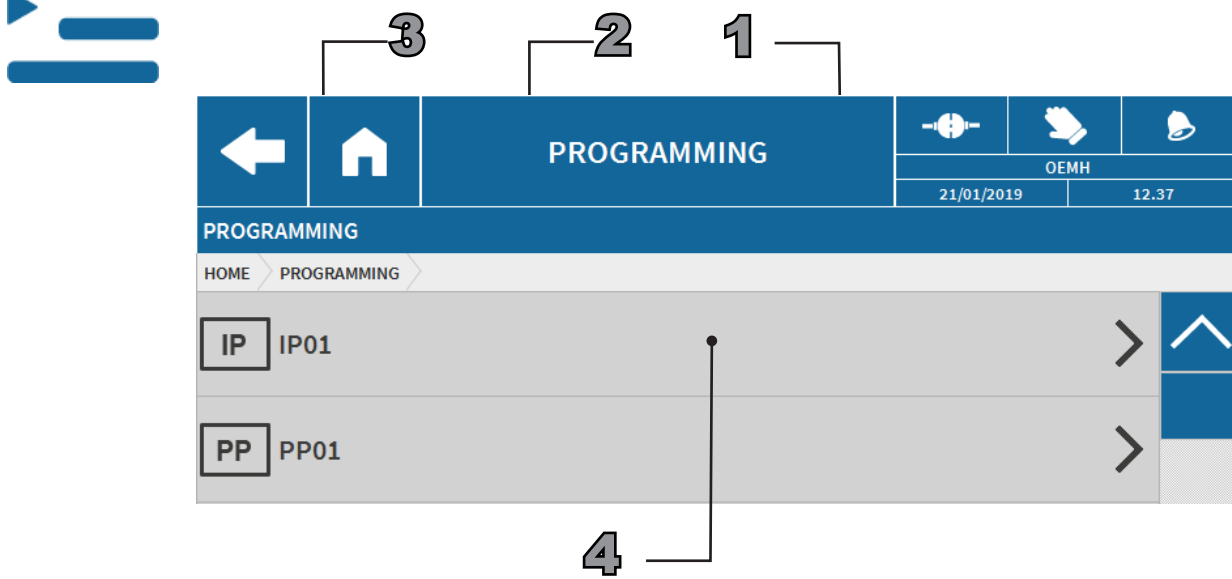 3 2 1
PROGRAMMING
OEMH
21/01/2019 12.37
PROGRAMMING
HOME PROGRAMMING
IP IP01
PP PP01
4